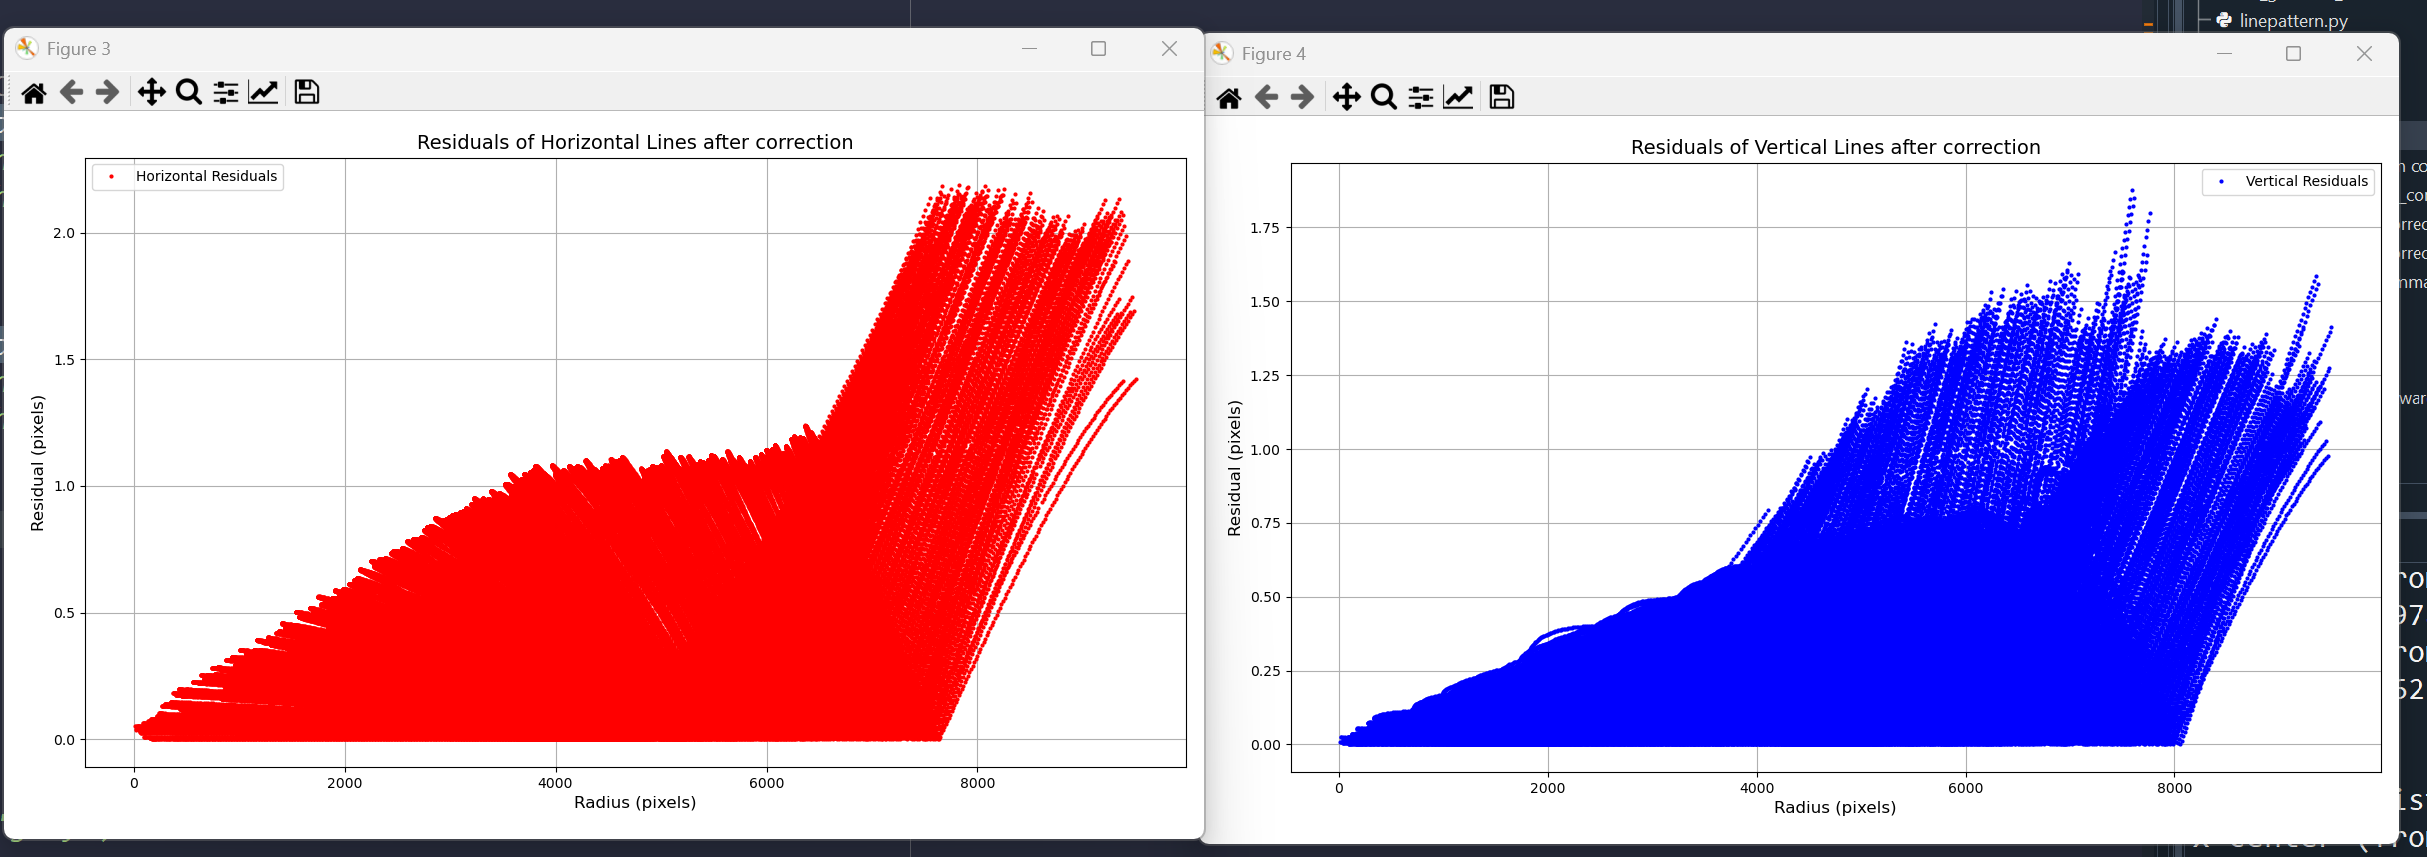 linepattern.py
Figure 3
Residuals of Horizontal Lines after correction
Horizontal Residuals
2.0
1.5
1.0
0.5
0.0
Residual (pixels)
0 2000 4000 6000 8000
Radius (pixels)
Figure 4
Residuals of Vertical Lines after correction
Vertical Residuals
1.75
1.50
1.25
1.00
0.75
0.50
0.25
0.00
Residual (pixels)
0 2000 4000 6000 8000
Radius (pixels)